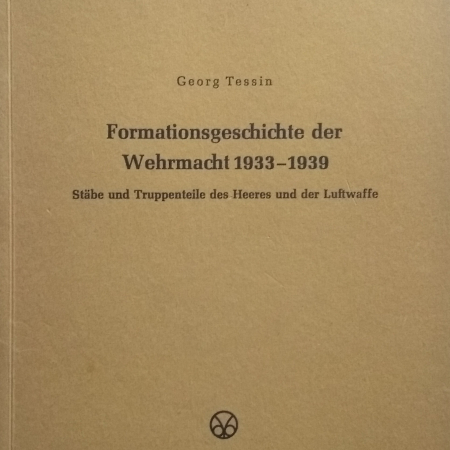 Georg Tessin
Formationsgeschichte der
Wehrmacht 1933–1939
Stäbe und Truppenteile des Heeres und der Luftwaffe